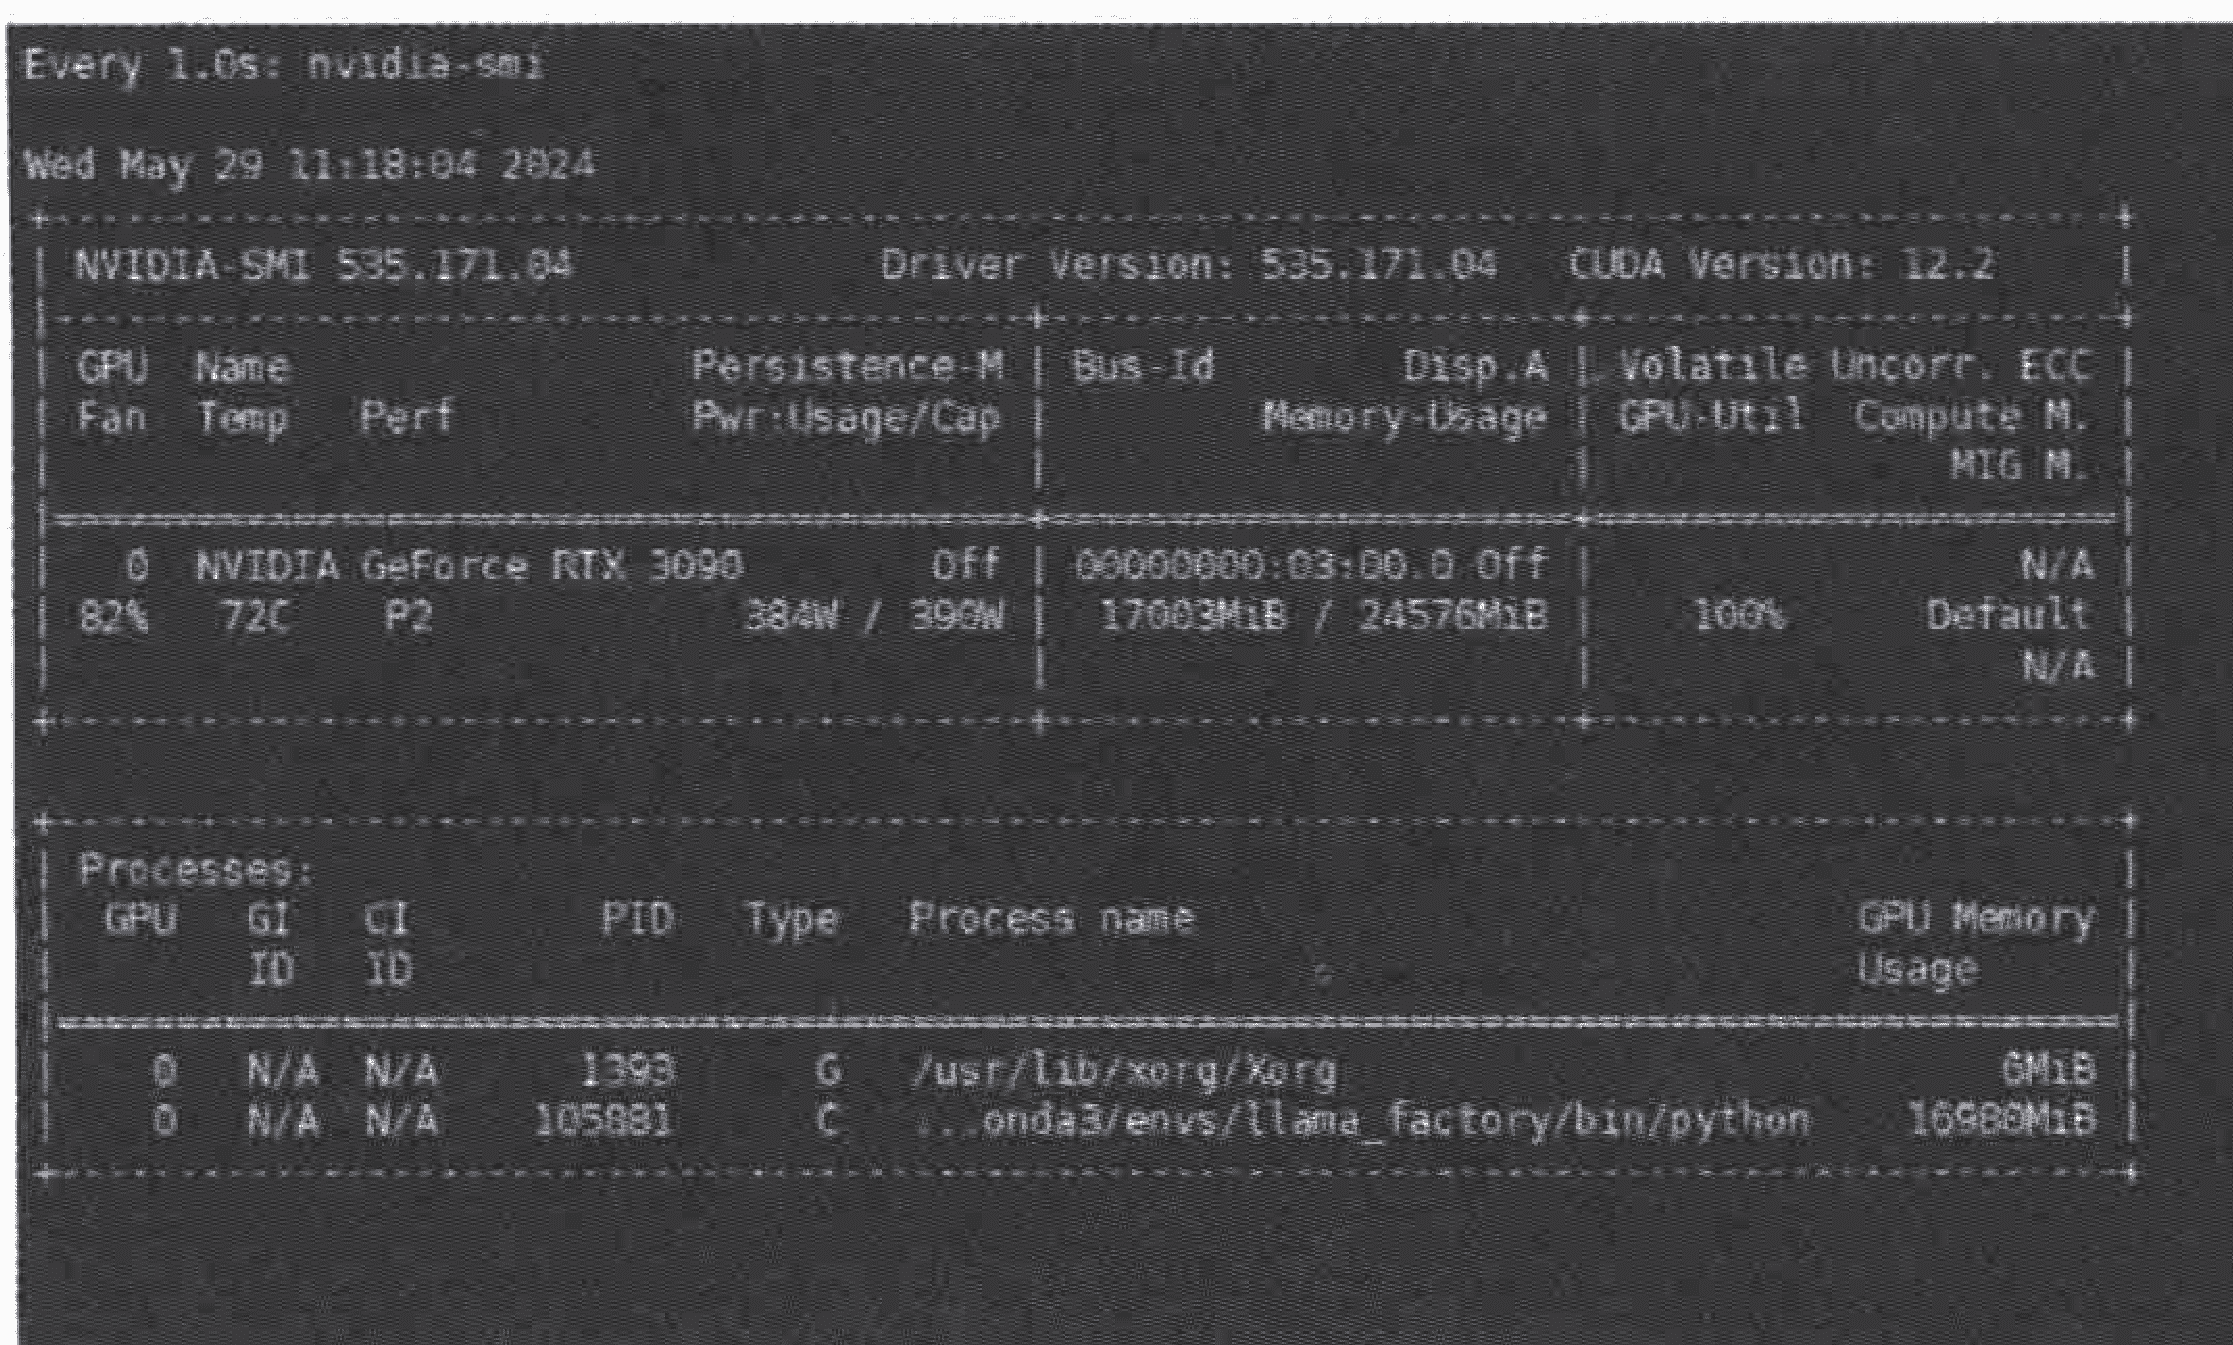 Every 1.0s: nvidia-smi
Wed May 29 11:18:04 2024
NVIDIA-SMI 535.171.04 Driver Version: 535.171.04 CUDA Version: 12.2
GPU Name Persistence-M | Bus-Id Disp.A | Volatile Uncorr. ECC
Fan Temp Perf Pwr:Usage/Cap | Memory-Usage | GPU-Util Compute M.
MIG M.
0 NVIDIA GeForce RTX 3090 Off | 00000000:03:00.0 Off | N/A
82% 72C P2 384W / 390W | 17003MiB / 24576MiB | 100% Default
N/A
Processes:
GPU GI CI PID Type Process name GPU Memory
ID ID Usage
0 N/A N/A 1393 G /usr/lib/xorg/Xorg 6MiB
0 N/A N/A 105881 C ...onda3/envs/llama_factory/bin/python 16980MiB